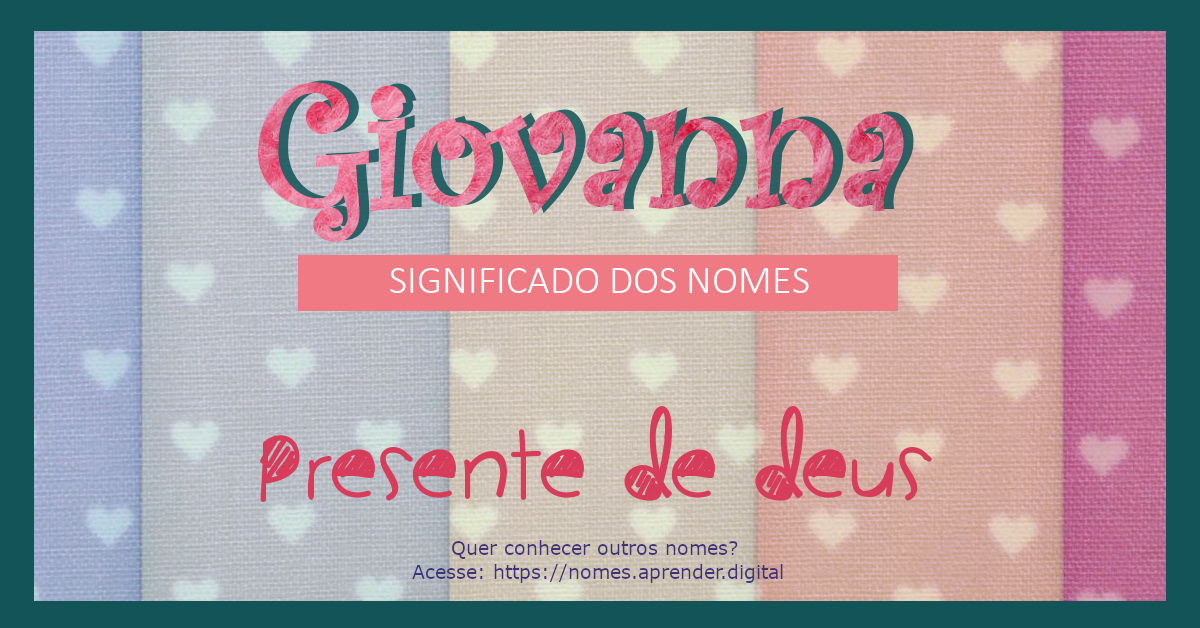 Giovanna
SIGNIFICADO DOS NOMES
Presente de deus
Quer conhecer outros nomes?
Acesse: https://nomes.aprender.digital